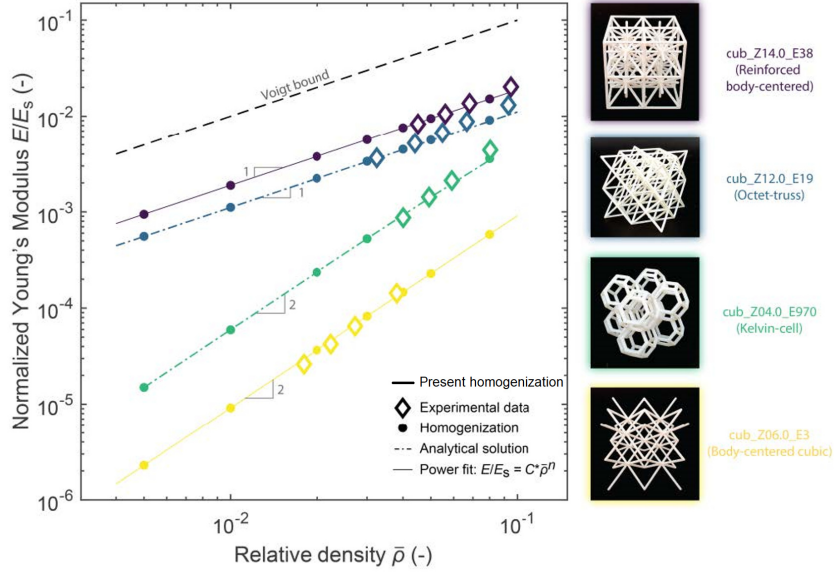 Normalized Young's Modulus E/Es (-)
10-1
10-2
10-3
10-4
10-5
10-6
Voigt bound
1
1
2
2
Present homogenization
Experimental data
Homogenization
Analytical solution
Power fit: E/Es = C*ρ̄n
10-2
10-1
Relative density ρ̄ (-)
cub_Z14.0_E38
(Reinforced
body-centered)
cub_Z12.0_E19
(Octet-truss)
cub_Z04.0_E970
(Kelvin-cell)
cub_Z06.0_E3
(Body-centered cubic)